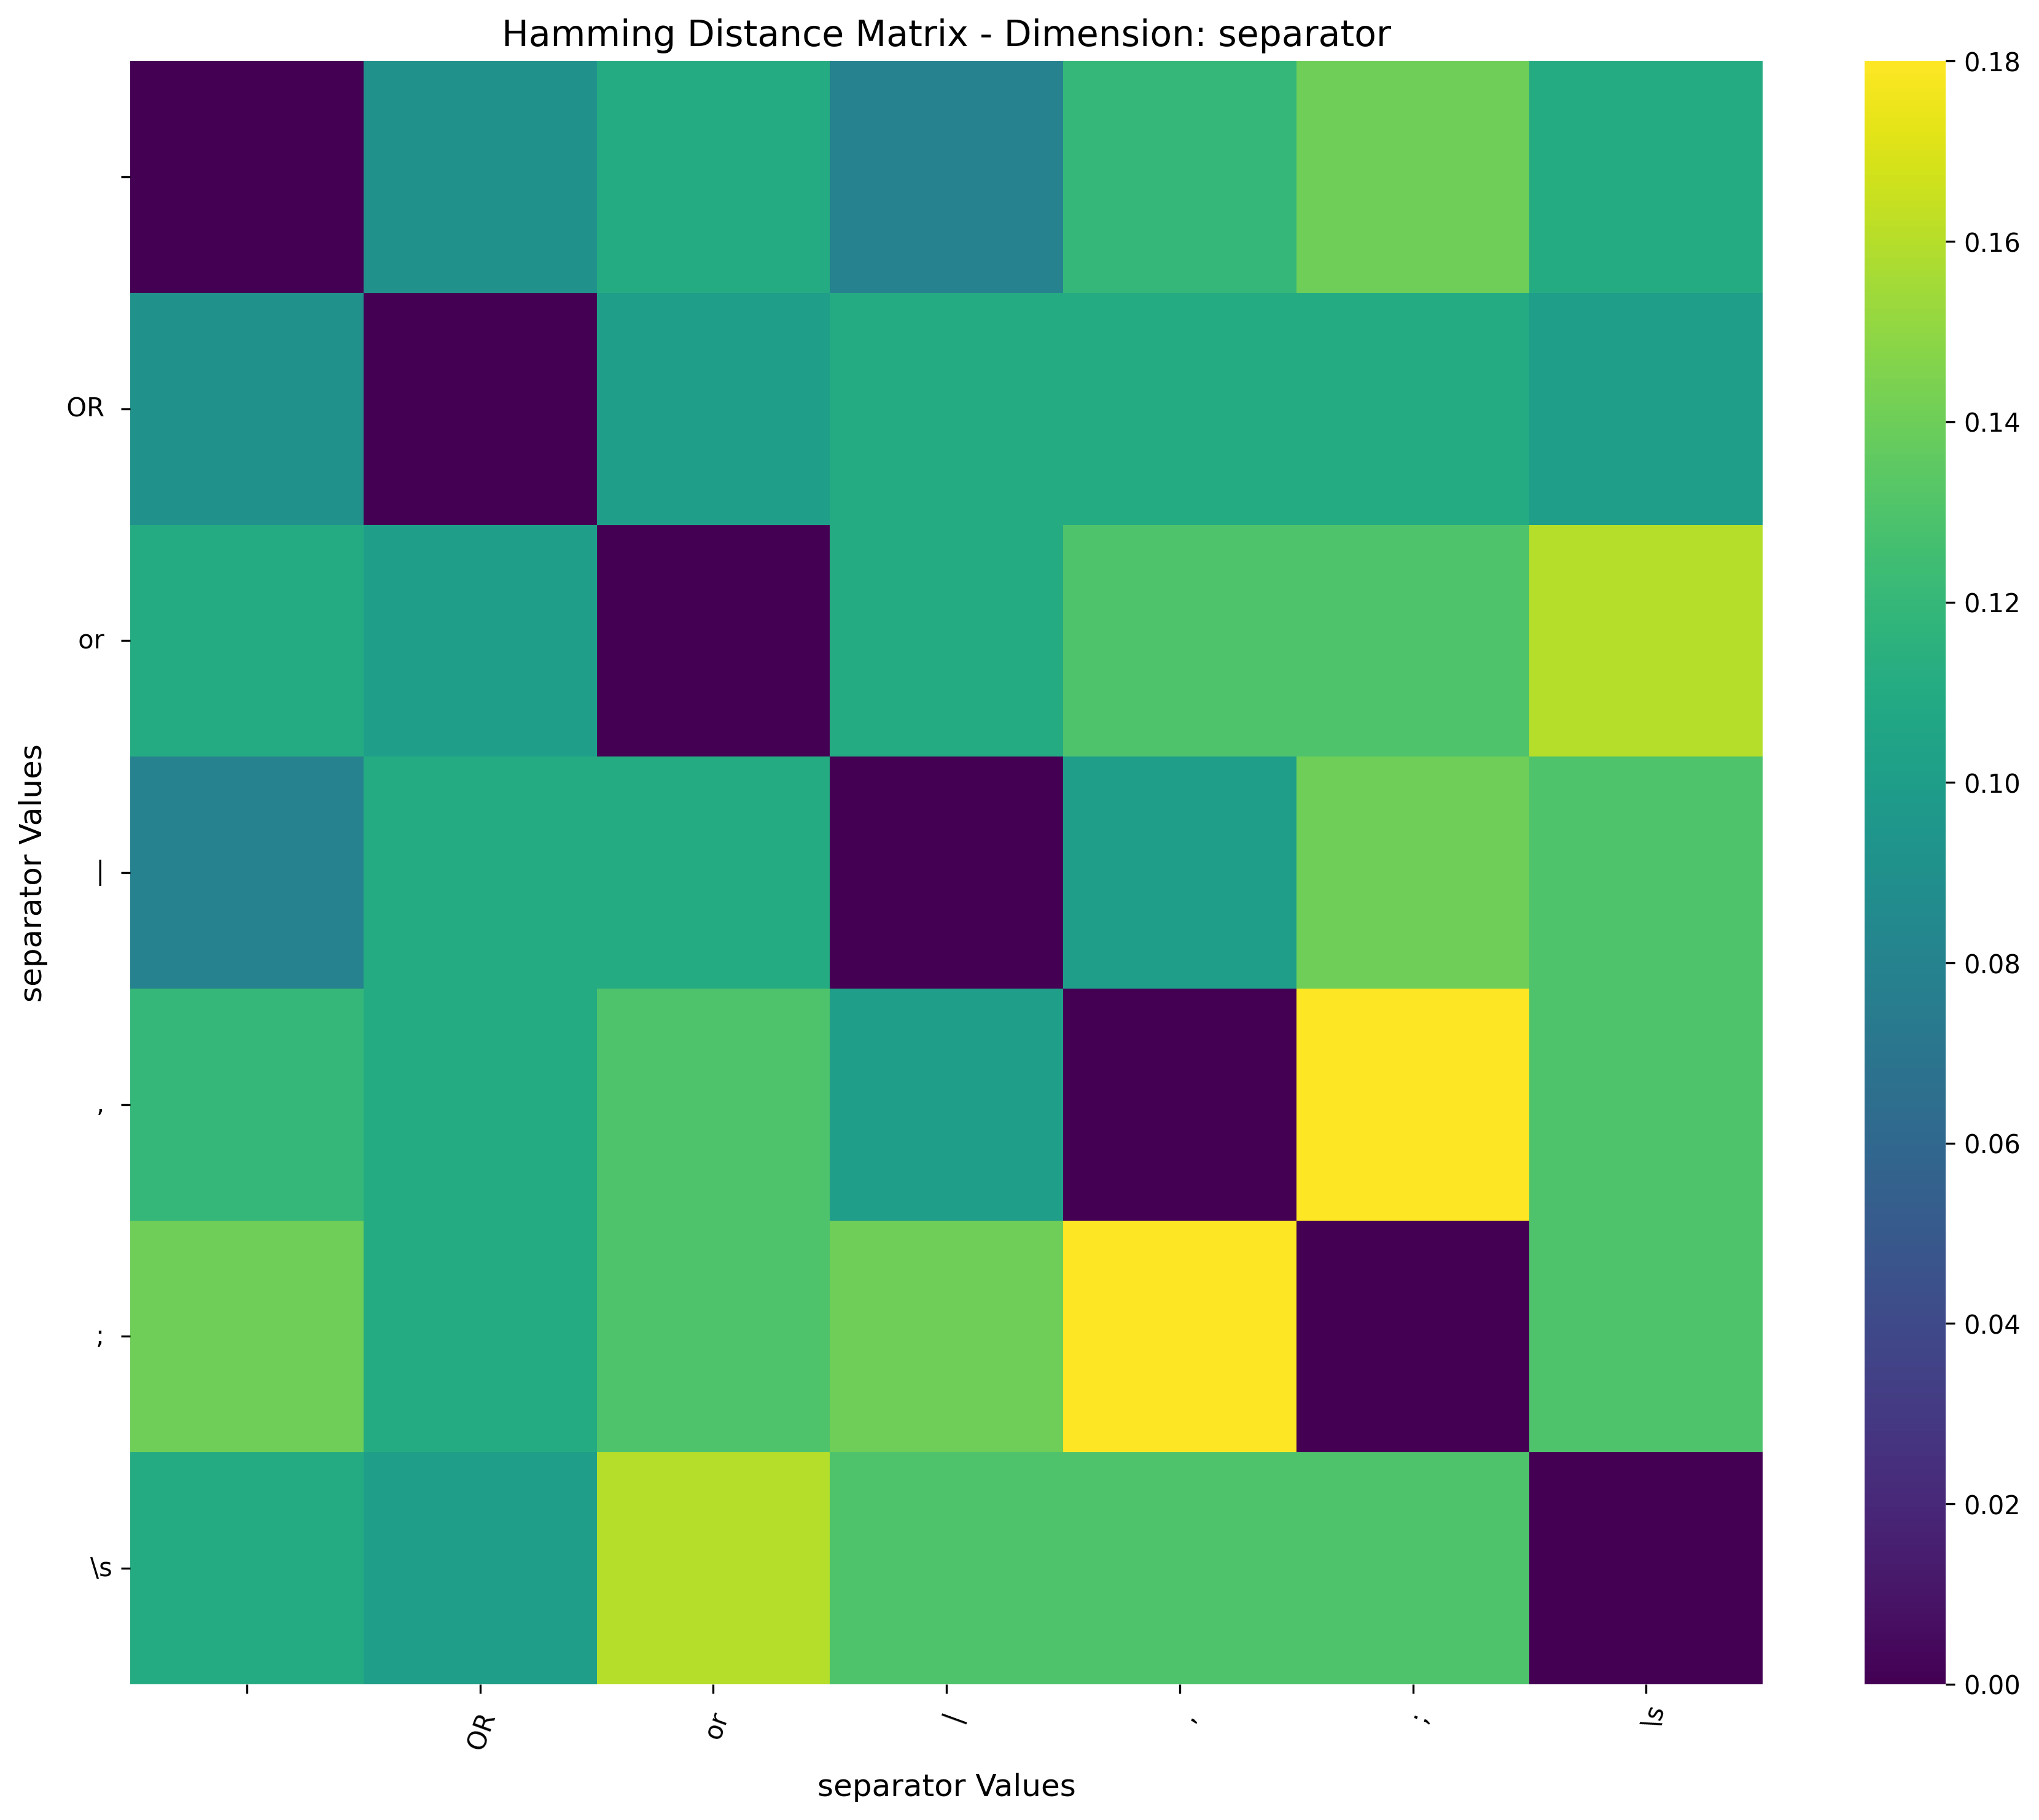 Hamming Distance Matrix - Dimension: separator
separator Values
OR
or
|
,
;
\s
OR
or
|
,
;
\s
separator Values
0.18
0.16
0.14
0.12
0.10
0.08
0.06
0.04
0.02
0.00